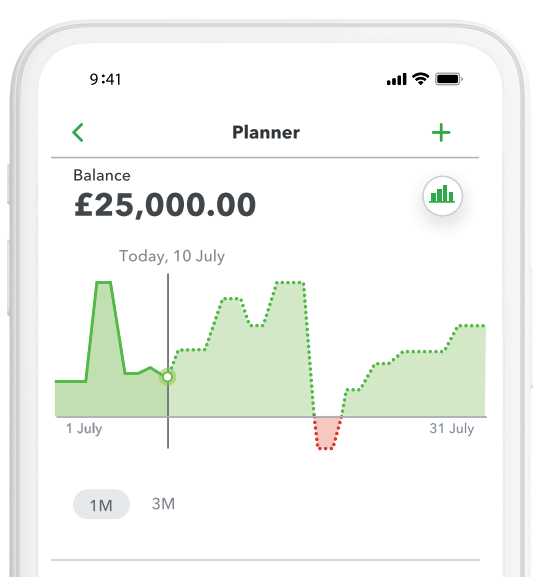 9:41
Planner
Balance
£25,000.00
Today, 10 July
1 July
31 July
1M
3M